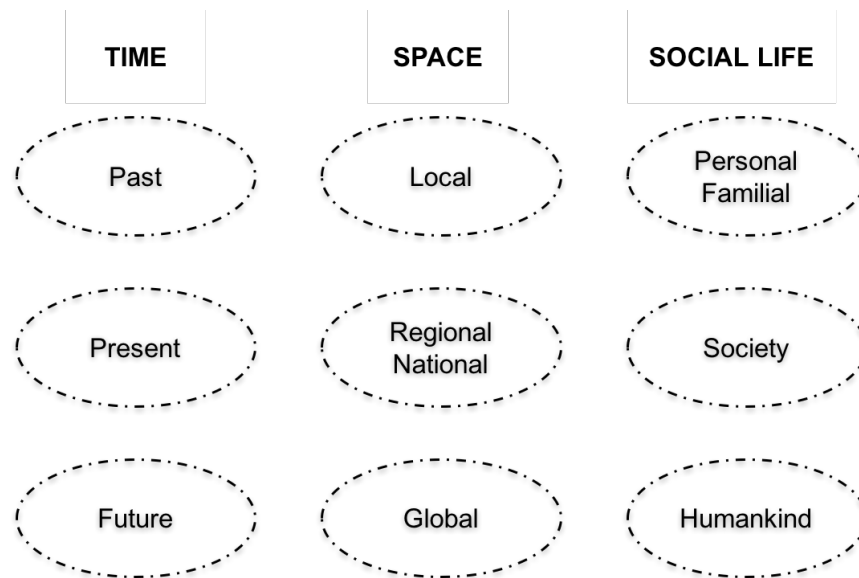 TIME
SPACE
SOCIAL LIFE
Past
Local
Personal
Familial
Present
Regional
National
Society
Future
Global
Humankind